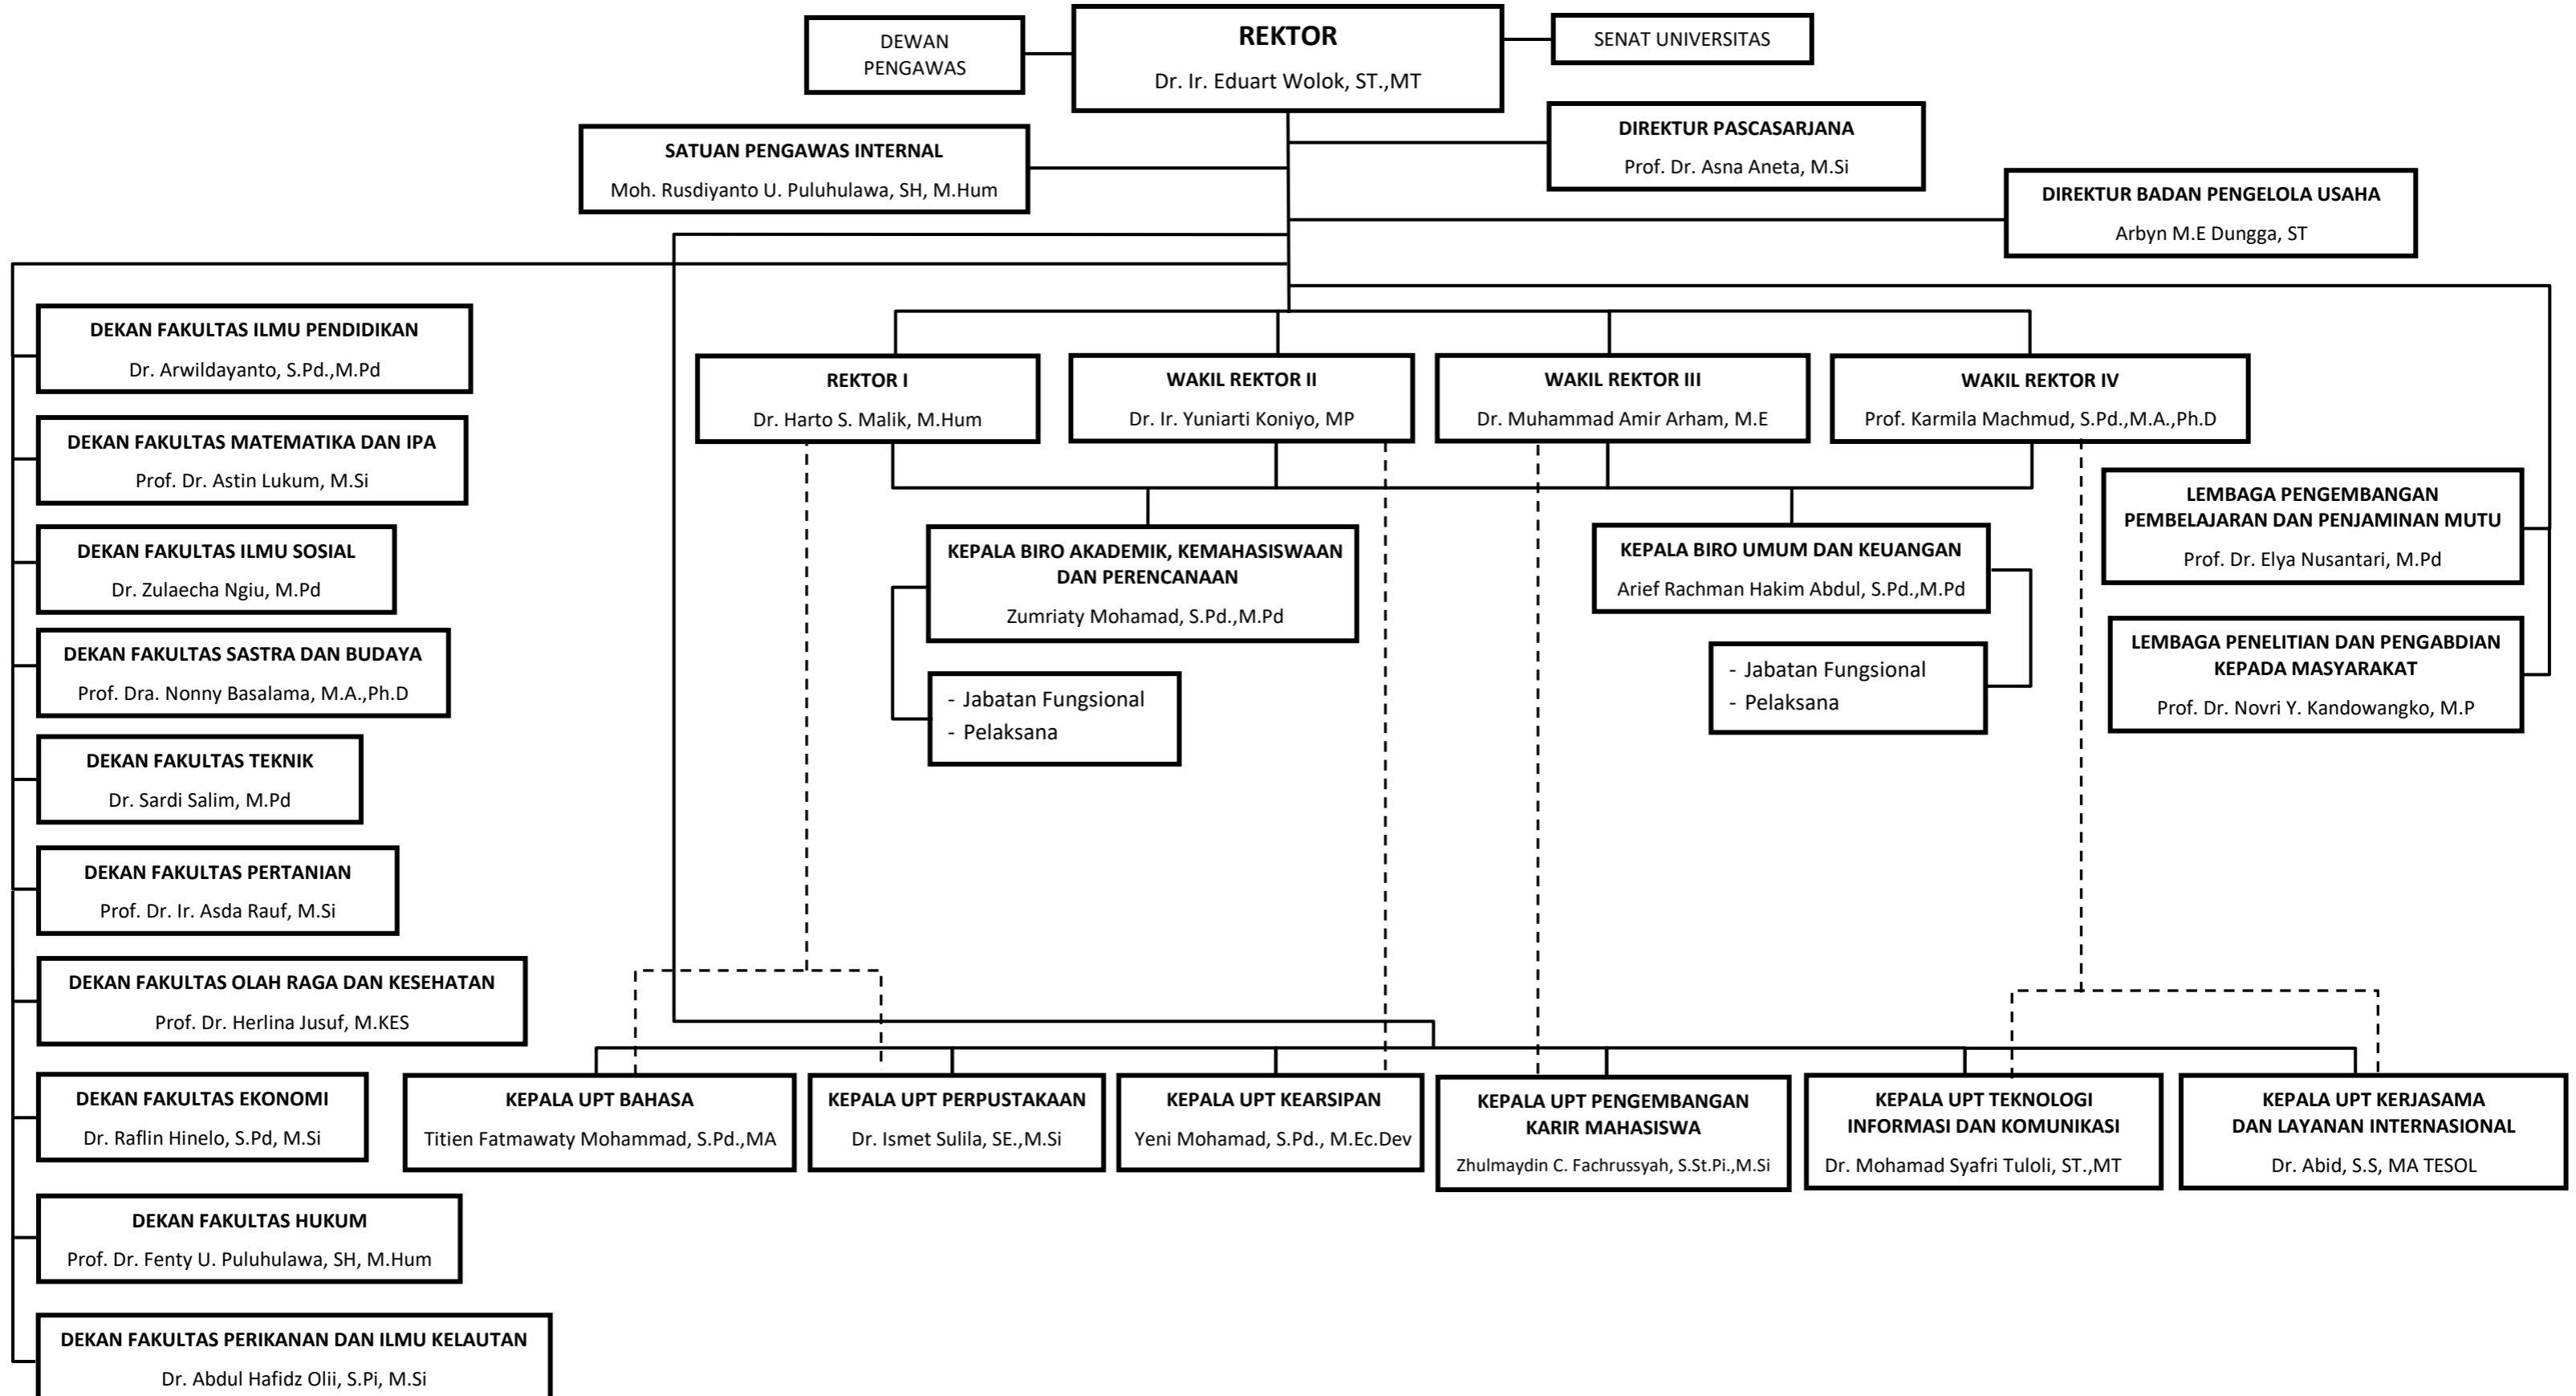 DEWAN
PENGAWAS
REKTOR
Dr. Ir. Eduart Wolok, ST.,MT
SENAT UNIVERSITAS
SATUAN PENGAWAS INTERNAL
Moh. Rusdiyanto U. Puluhulawa, SH, M.Hum
DIREKTUR PASCASARJANA
Prof. Dr. Asna Aneta, M.Si
DIREKTUR BADAN PENGELOLA USAHA
Arbyn M.E Dungga, ST
DEKAN FAKULTAS ILMU PENDIDIKAN
Dr. Arwildayanto, S.Pd.,M.Pd
DEKAN FAKULTAS MATEMATIKA DAN IPA
Prof. Dr. Astin Lukum, M.Si
DEKAN FAKULTAS ILMU SOSIAL
Dr. Zulaecha Ngiu, M.Pd
DEKAN FAKULTAS SASTRA DAN BUDAYA
Prof. Dra. Nonny Basalama, M.A.,Ph.D
DEKAN FAKULTAS TEKNIK
Dr. Sardi Salim, M.Pd
DEKAN FAKULTAS PERTANIAN
Prof. Dr. Ir. Asda Rauf, M.Si
DEKAN FAKULTAS OLAH RAGA DAN KESEHATAN
Prof. Dr. Herlina Jusuf, M.KES
DEKAN FAKULTAS EKONOMI
Dr. Raflin Hinelo, S.Pd, M.Si
DEKAN FAKULTAS HUKUM
Prof. Dr. Fenty U. Puluhulawa, SH, M.Hum
DEKAN FAKULTAS PERIKANAN DAN ILMU KELAUTAN
Dr. Abdul Hafidz Olii, S.Pi, M.Si
REKTOR I
Dr. Harto S. Malik, M.Hum
WAKIL REKTOR II
Dr. Ir. Yuniarti Koniyo, MP
WAKIL REKTOR III
Dr. Muhammad Amir Arham, M.E
WAKIL REKTOR IV
Prof. Karmila Machmud, S.Pd.,M.A.,Ph.D
KEPALA BIRO AKADEMIK, KEMAHASISWAAN
DAN PERENCANAAN
Zumriaty Mohamad, S.Pd.,M.Pd
- Jabatan Fungsional
- Pelaksana
KEPALA BIRO UMUM DAN KEUANGAN
Arief Rachman Hakim Abdul, S.Pd.,M.Pd
- Jabatan Fungsional
- Pelaksana
LEMBAGA PENGEMBANGAN
PEMBELAJARAN DAN PENJAMINAN MUTU
Prof. Dr. Elya Nusantari, M.Pd
LEMBAGA PENELITIAN DAN PENGABDIAN
KEPADA MASYARAKAT
Prof. Dr. Novri Y. Kandowangko, M.P
KEPALA UPT BAHASA
Titien Fatmawaty Mohammad, S.Pd.,MA
KEPALA UPT PERPUSTAKAAN
Dr. Ismet Sulila, SE.,M.Si
KEPALA UPT KEARSIPAN
Yeni Mohamad, S.Pd., M.Ec.Dev
KEPALA UPT PENGEMBANGAN
KARIR MAHASISWA
Zhulmaydin C. Fachrussyah, S.St.Pi.,M.Si
KEPALA UPT TEKNOLOGI
INFORMASI DAN KOMUNIKASI
Dr. Mohamad Syafri Tuloli, ST.,MT
KEPALA UPT KERJASAMA
DAN LAYANAN INTERNASIONAL
Dr. Abid, S.S, MA TESOL